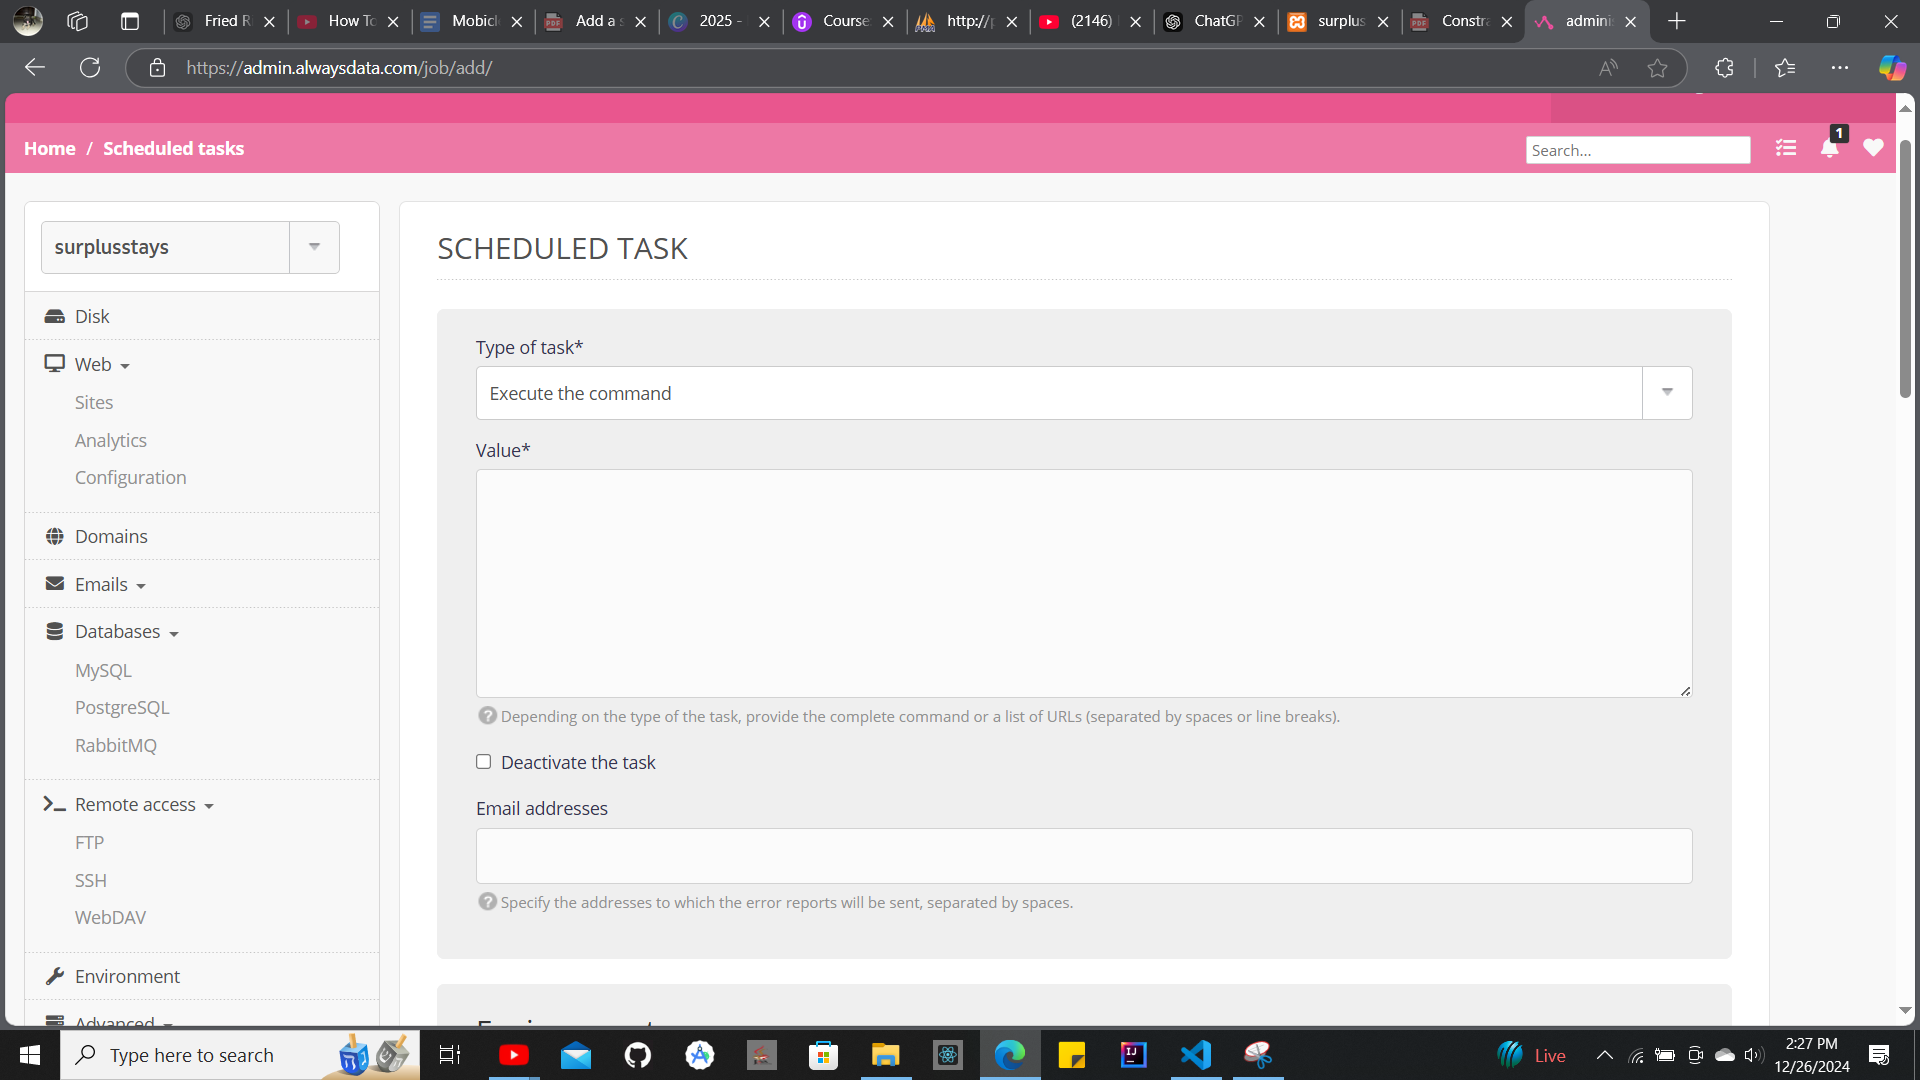 Fried R
How To
Mobicl
Add a s
2025 -
Course
http://p
(2146)
ChatGP
surplus
Constra
adminis
https://admin.alwaysdata.com/job/add/
Home / Scheduled tasks
Search...
1
surplusstays
Disk
Web
Sites
Analytics
Configuration
Domains
Emails
Databases
MySQL
PostgreSQL
RabbitMQ
Remote access
FTP
SSH
WebDAV
Environment
Advanced
SCHEDULED TASK
Type of task*
Execute the command
Value*
Depending on the type of the task, provide the complete command or a list of URLs (separated by spaces or line breaks).
Deactivate the task
Email addresses
Specify the addresses to which the error reports will be sent, separated by spaces.
Type here to search
Live
2:27 PM
12/26/2024